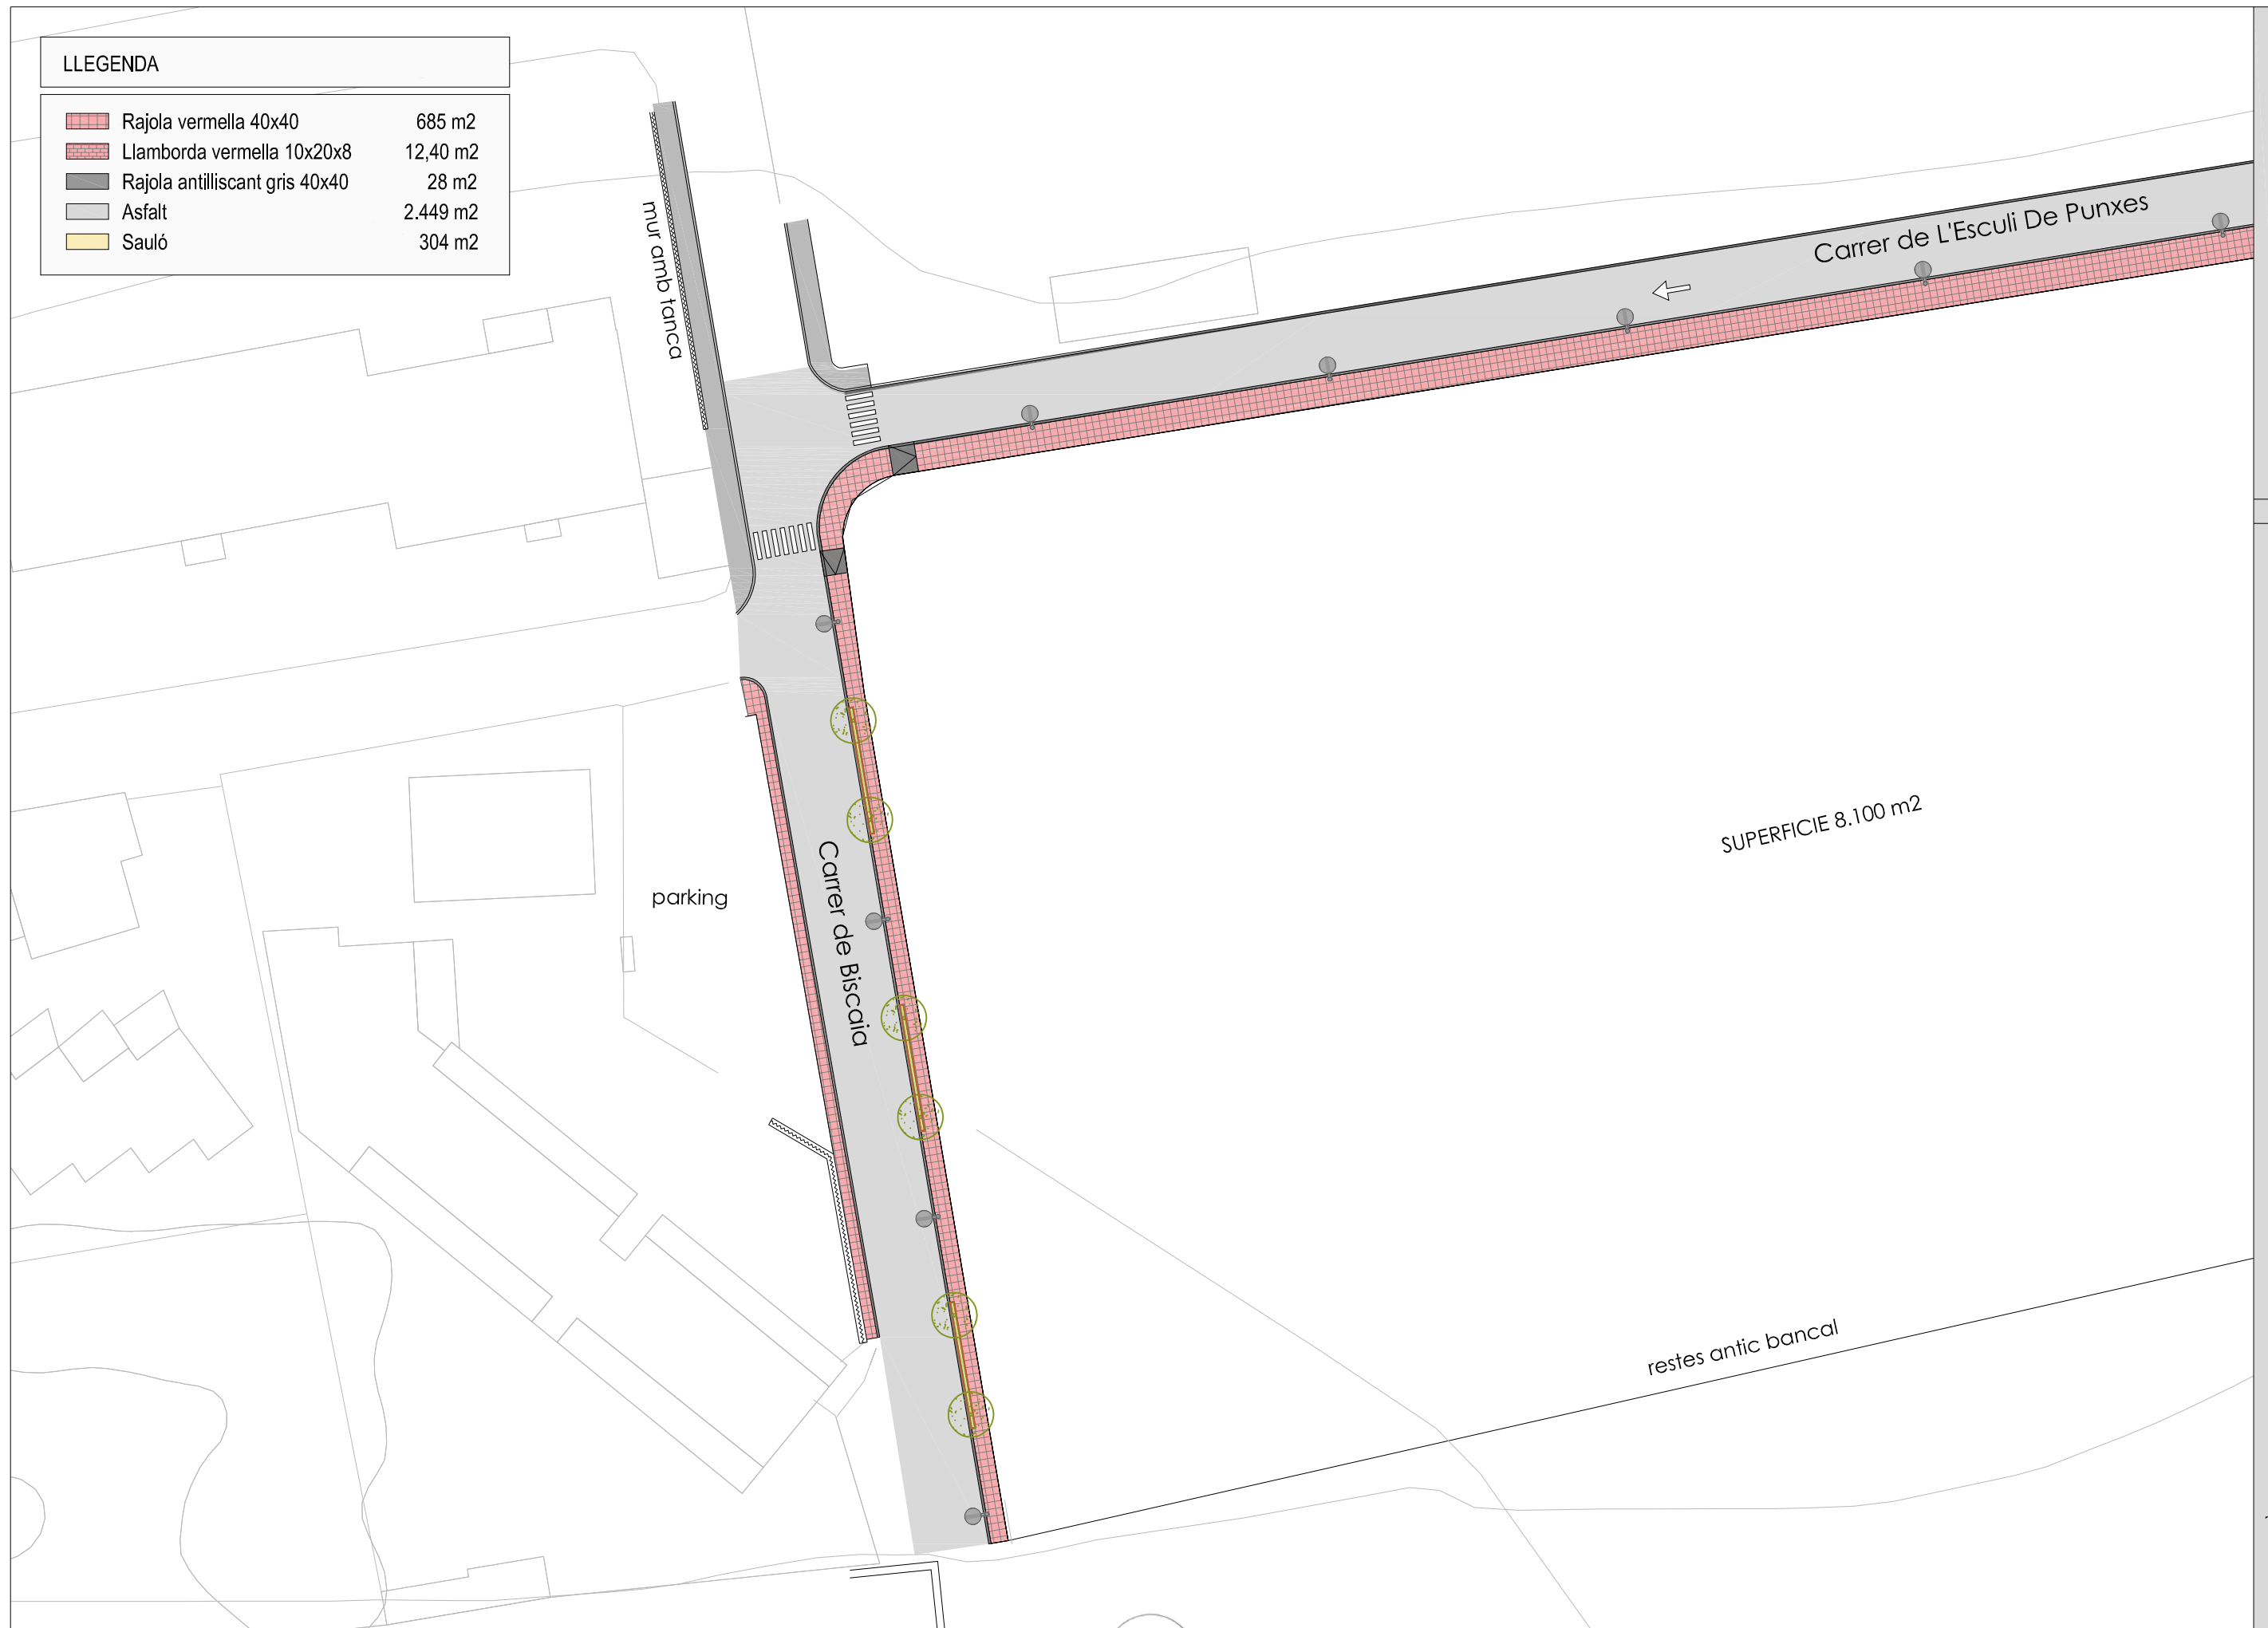 LLEGENDA
Rajola vermella 40x40 685 m2
Llamborda vermella 10x20x8 12,40 m2
Rajola antilliscant gris 40x40 28 m2
Asfalt 2.449 m2
Sauló 304 m2
mur amb tanca
Carrer de L'Esculi De Punxes
SUPERFICIE 8.100 m2
Carrer de Biscaia
parking
restes antic bancal